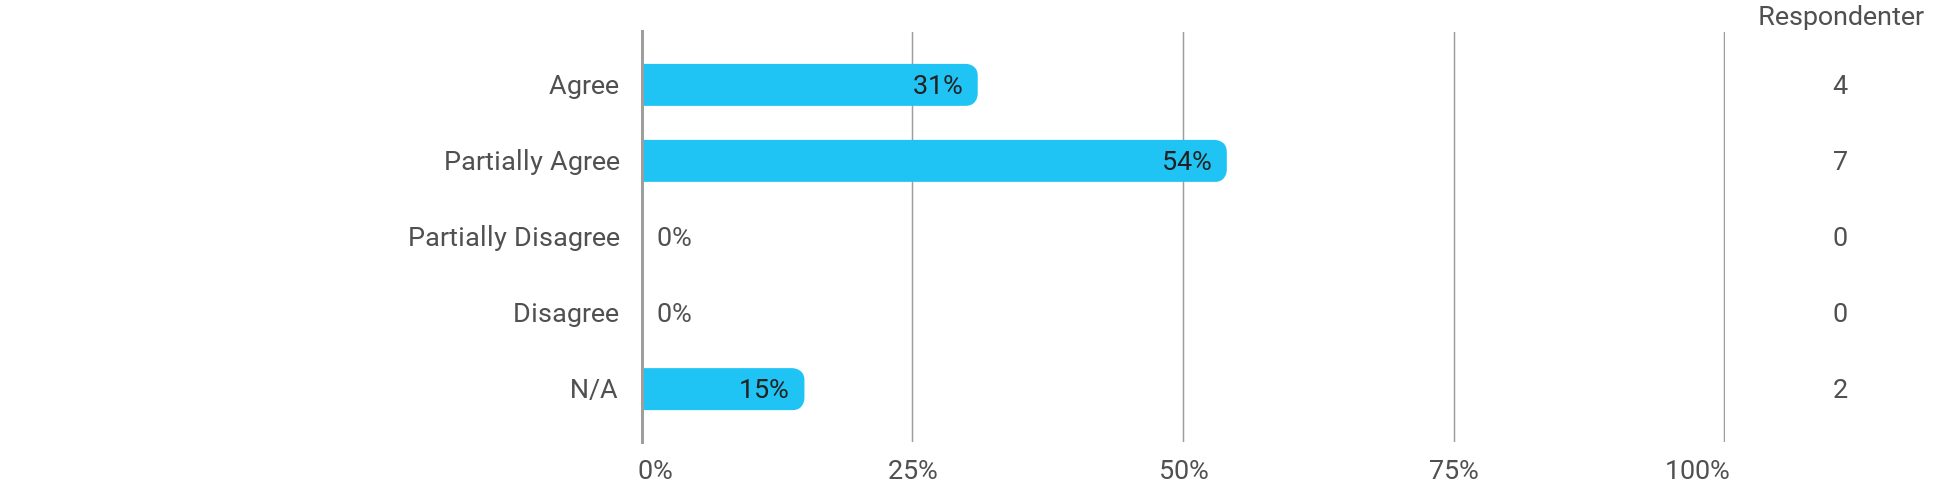 Respondenter
Agree 31% 4
Partially Agree 54% 7
Partially Disagree 0% 0
Disagree 0% 0
N/A 15% 2
0% 25% 50% 75% 100%